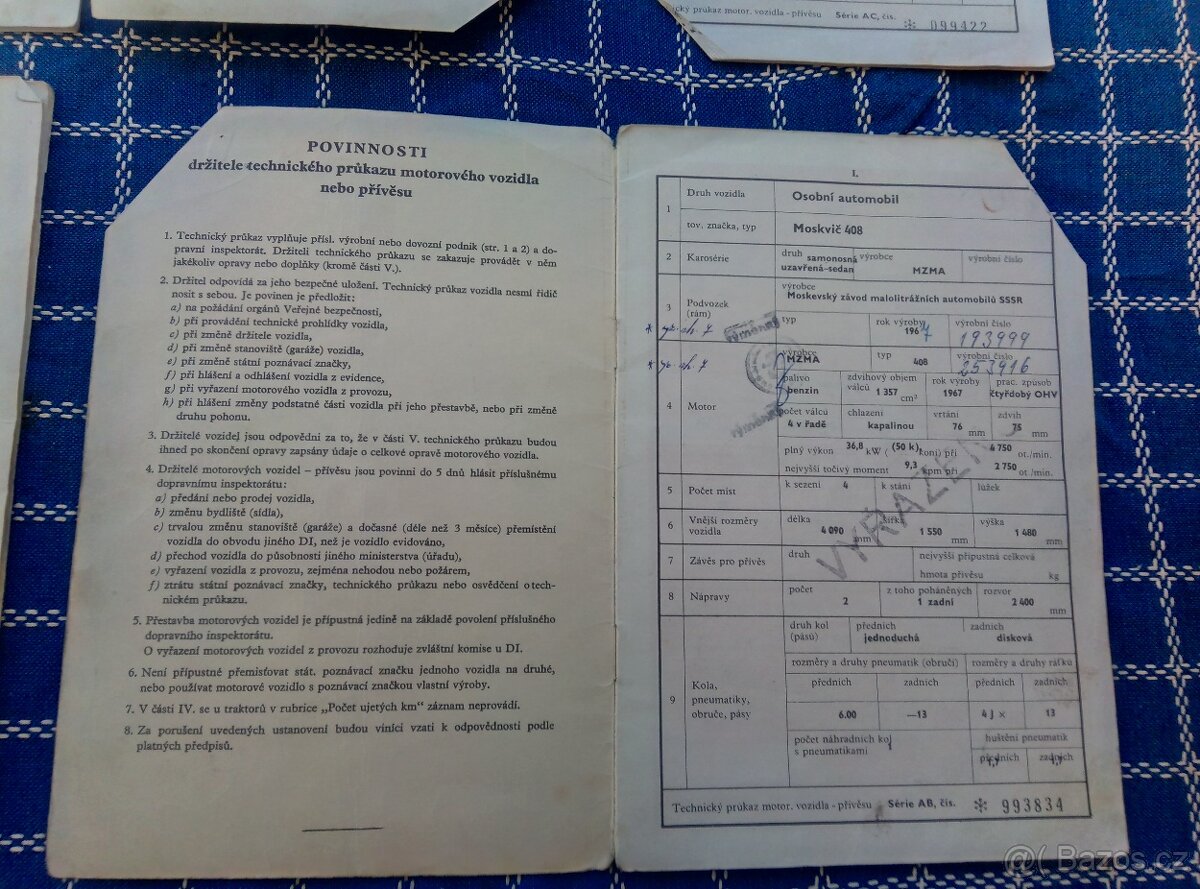 Technický průkaz motor. vozidla - přívěsu Série AC, čís. ✻ 099422
POVINNOSTI
držitele technického průkazu motorového vozidla
nebo přívěsu
1. Technický průkaz vyplňuje přísl. výrobní nebo dovozní podnik (str. 1 a 2) a do-
pravní inspektorát. Držiteli technického průkazu se zakazuje provádět v něm
jakékoliv opravy nebo doplňky (kromě části V.).
2. Držitel odpovídá za jeho bezpečné uložení. Technický průkaz vozidla nesmí řidič
nosit s sebou. Je povinen je předložit:
a) na požádání orgánů Veřejné bezpečnosti,
b) při provádění technické prohlídky vozidla,
c) při změně držitele vozidla,
d) při změně stanoviště (garáže) vozidla,
e) při změně státní poznávací značky,
f) při hlášení a odhlášení vozidla z evidence,
g) při vyřazení motorového vozidla z provozu,
h) při hlášení změny podstatné části vozidla při jeho přestavbě, nebo při změně
druhu pohonu.
3. Držitelé vozidel jsou odpovědní za to, že v části V. technického průkazu budou
ihned po skončení opravy zapsány údaje o celkové opravě motorového vozidla.
4. Držitelé motorových vozidel – přívěsu jsou povinni do 5 dnů hlásit příslušnému
dopravnímu inspektorátu:
a) předání nebo prodej vozidla,
b) změnu bydliště (sídla),
c) trvalou změnu stanoviště (garáže) a dočasné (déle než 3 měsíce) přemístění
vozidla do obvodu jiného DI, než je vozidlo evidováno,
d) přechod vozidla do působnosti jiného ministerstva (úřadu),
e) vyřazení vozidla z provozu, zejména nehodou nebo požárem,
f) ztrátu státní poznávací značky, technického průkazu nebo osvědčení o tech-
nickém průkazu.
5. Přestavba motorových vozidel je přípustná jedině na základě povolení příslušného
dopravního inspektorátu.
O vyřazení motorových vozidel z provozu rozhoduje zvláštní komise u DI.
6. Není přípustné přemisťovat stát. poznávací značku jednoho vozidla na druhé,
nebo používat motorové vozidlo s poznávací značkou vlastní výroby.
7. V části IV. se u traktorů v rubrice „Počet ujetých km“ záznam neprovádí.
8. Za porušení uvedených ustanovení budou viníci vzati k odpovědnosti podle
platných předpisů.
I.
1 Druh vozidla Osobní automobil
tov. značka, typ Moskvič 408
2 Karosérie druh samonosná uzavřená-sedan výrobce MZMA výrobní číslo
3 Podvozek (rám) výrobce Moskevský závod malolitrážních automobilů SSSR
typ rok výroby 1967 výrobní číslo 193999
4 Motor výrobce MZMA typ 408 výrobní číslo 253916
palivo benzin zdvihový objem válců 1 357 cm³ rok výroby 1967 prac. způsob čtyřdobý OHV
počet válců 4 v řadě chlazení kapalinou vrtání 76 mm zdvih 75 mm
plný výkon 36,8 kW ( (50 k) koní) při 4 750 ot./min.
nejvyšší točivý moment 9,3 kpm při 2 750 ot./min.
VYŘAZENO
5 Počet míst k sezení 4 k stání lůžek
6 Vnější rozměry vozidla délka 4 090 mm šířka 1 550 mm výška 1 480 mm
7 Závěs pro přívěs druh nejvyšší přípustná celková hmota přívěsu kg
8 Nápravy počet 2 z toho poháněných 1 zadní rozvor 2 400 mm
9 Kola, pneumatiky, obruče, pásy druh kol (pásů) předních jednoduchá zadních disková
rozměry a druhy pneumatik (obručí) rozměry a druhy ráfku
předních zadních předních zadních
6.00 —13 4 J × 13
počet náhradních kol s pneumatikami huštění pneumatik
předních zadních
Technický průkaz motor. vozidla - přívěsu Série AB, čís. ✻ 993834
@( Bazos.cz